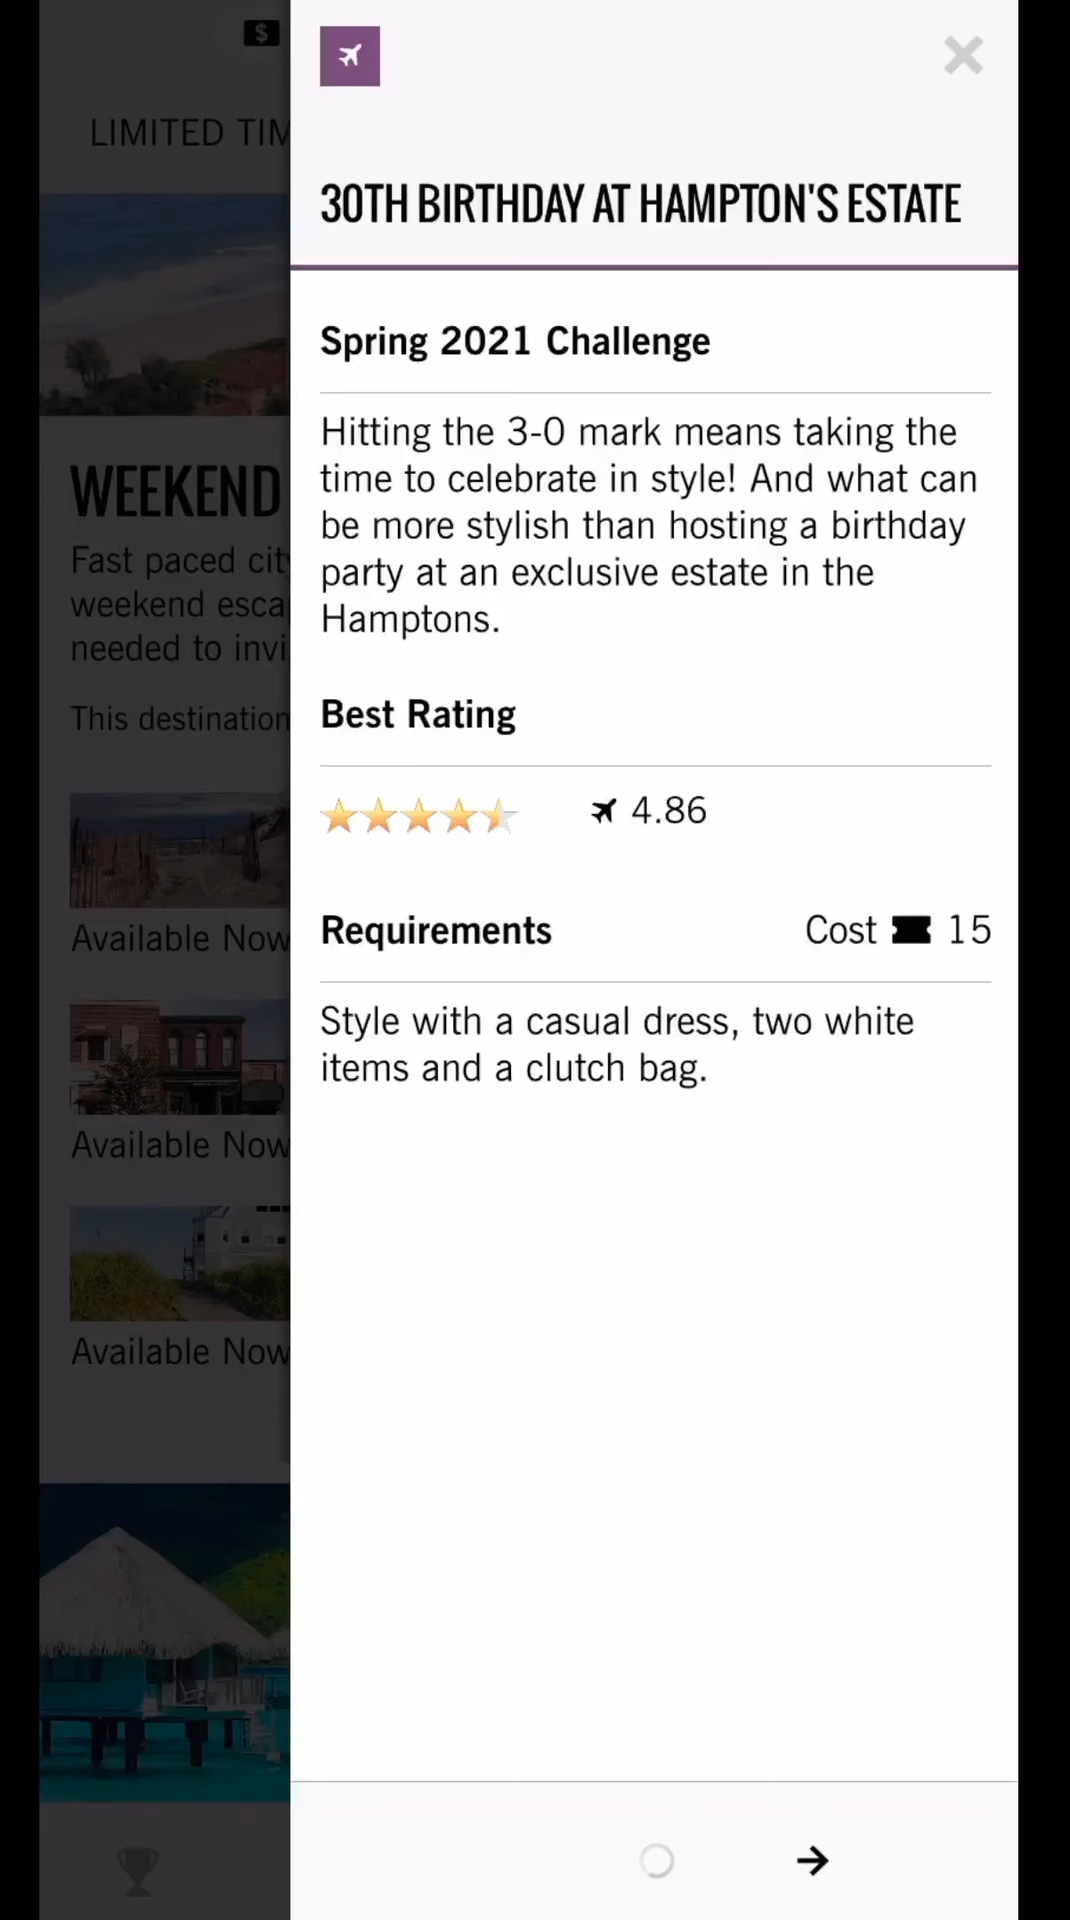 $
LIMITED TIM
30TH BIRTHDAY AT HAMPTON'S ESTATE
Spring 2021 Challenge
Hitting the 3-0 mark means taking the
time to celebrate in style! And what can
be more stylish than hosting a birthday
party at an exclusive estate in the
Hamptons.
Best Rating
4.86
Requirements
Cost 15
Style with a casual dress, two white
items and a clutch bag.
WEEKEND
Fast paced cit
weekend esca
needed to invi
This destination
Available Now
Available Now
Available Now